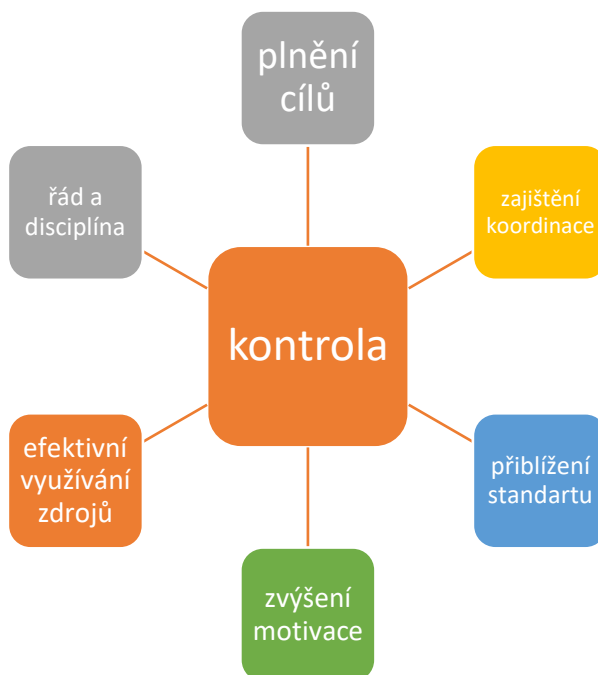 plnění
cílů
řád a
disciplína
zajištění
koordinace
kontrola
efektivní
využívání
zdrojů
přiblížení
standartu
zvýšení
motivace